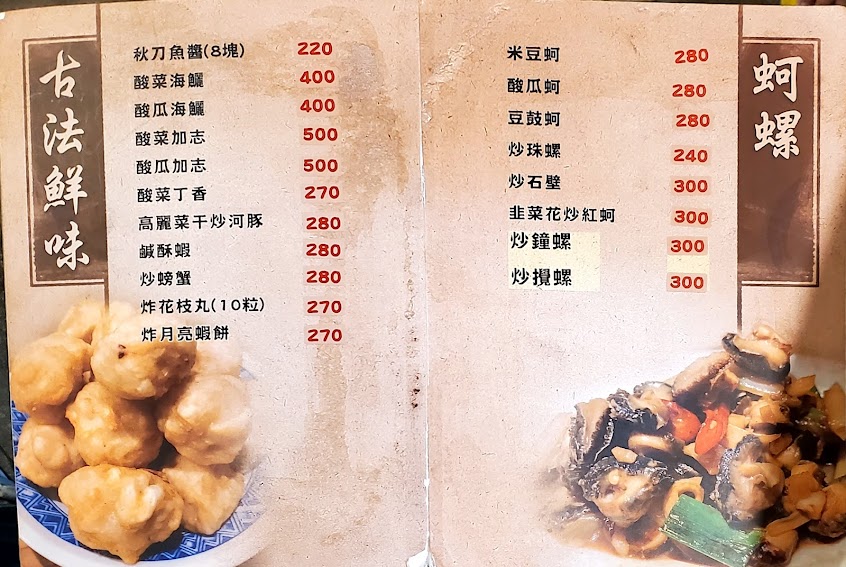 古法鮮味
秋刀魚醬(8塊) 220
酸菜海鱺 400
酸瓜海鱺 400
酸菜加志 500
酸瓜加志 500
酸菜丁香 270
高麗菜干炒河豚 280
鹹酥蝦 280
炒螃蟹 280
炸花枝丸(10粒) 270
炸月亮蝦餅 270
蚵螺
米豆蚵 280
酸瓜蚵 280
豆鼓蚵 280
炒珠螺 240
炒石壁 300
韭菜花炒紅蚵 300
炒鐘螺 300
炒攪螺 300